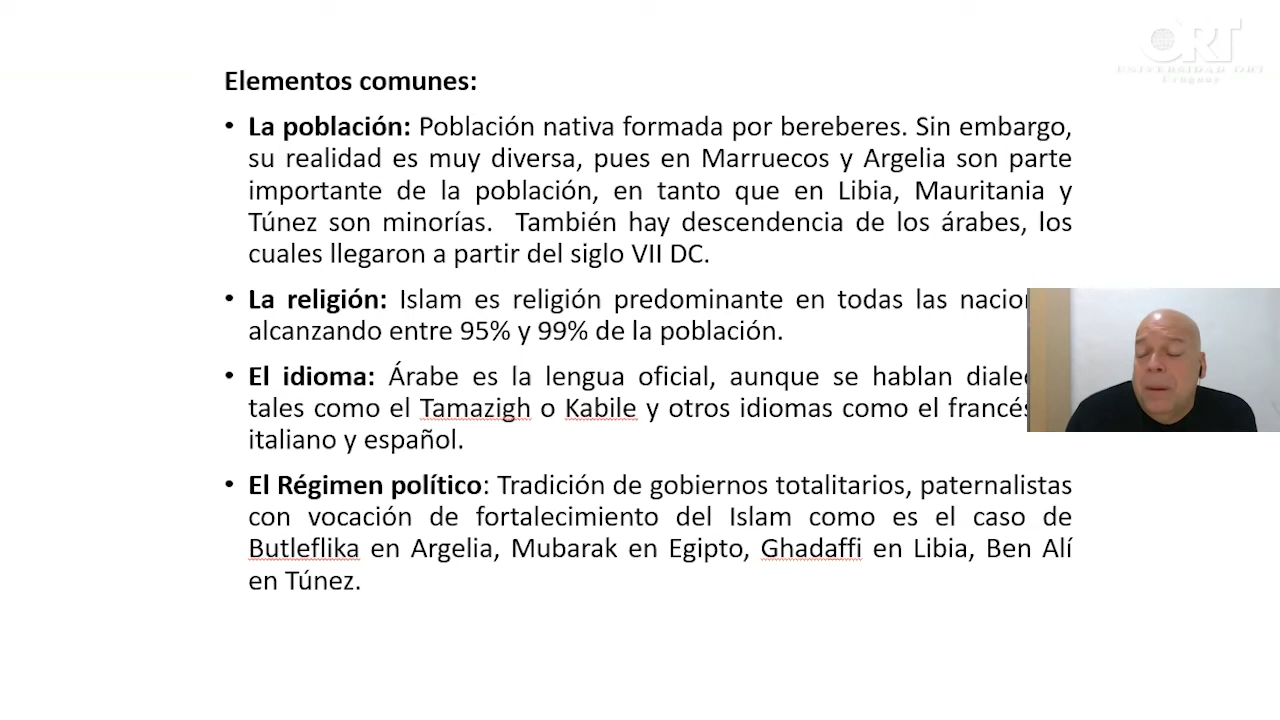 ORT
UNIVERSIDAD ORT
Uruguay
Elementos comunes:
• La población: Población nativa formada por bereberes. Sin embargo,
su realidad es muy diversa, pues en Marruecos y Argelia son parte
importante de la población, en tanto que en Libia, Mauritania y
Túnez son minorías. También hay descendencia de los árabes, los
cuales llegaron a partir del siglo VII DC.
• La religión: Islam es religión predominante en todas las
alcanzando entre 95% y 99% de la población.
• El idioma: Árabe es la lengua oficial, aunque se hablan
tales como el Tamazigh o Kabile y otros idiomas como el francés
italiano y español.
• El Régimen político: Tradición de gobiernos totalitarios, paternalistas
con vocación de fortalecimiento del Islam como es el caso de
Butleflika en Argelia, Mubarak en Egipto, Ghadaffi en Libia, Ben Alí
en Túnez.